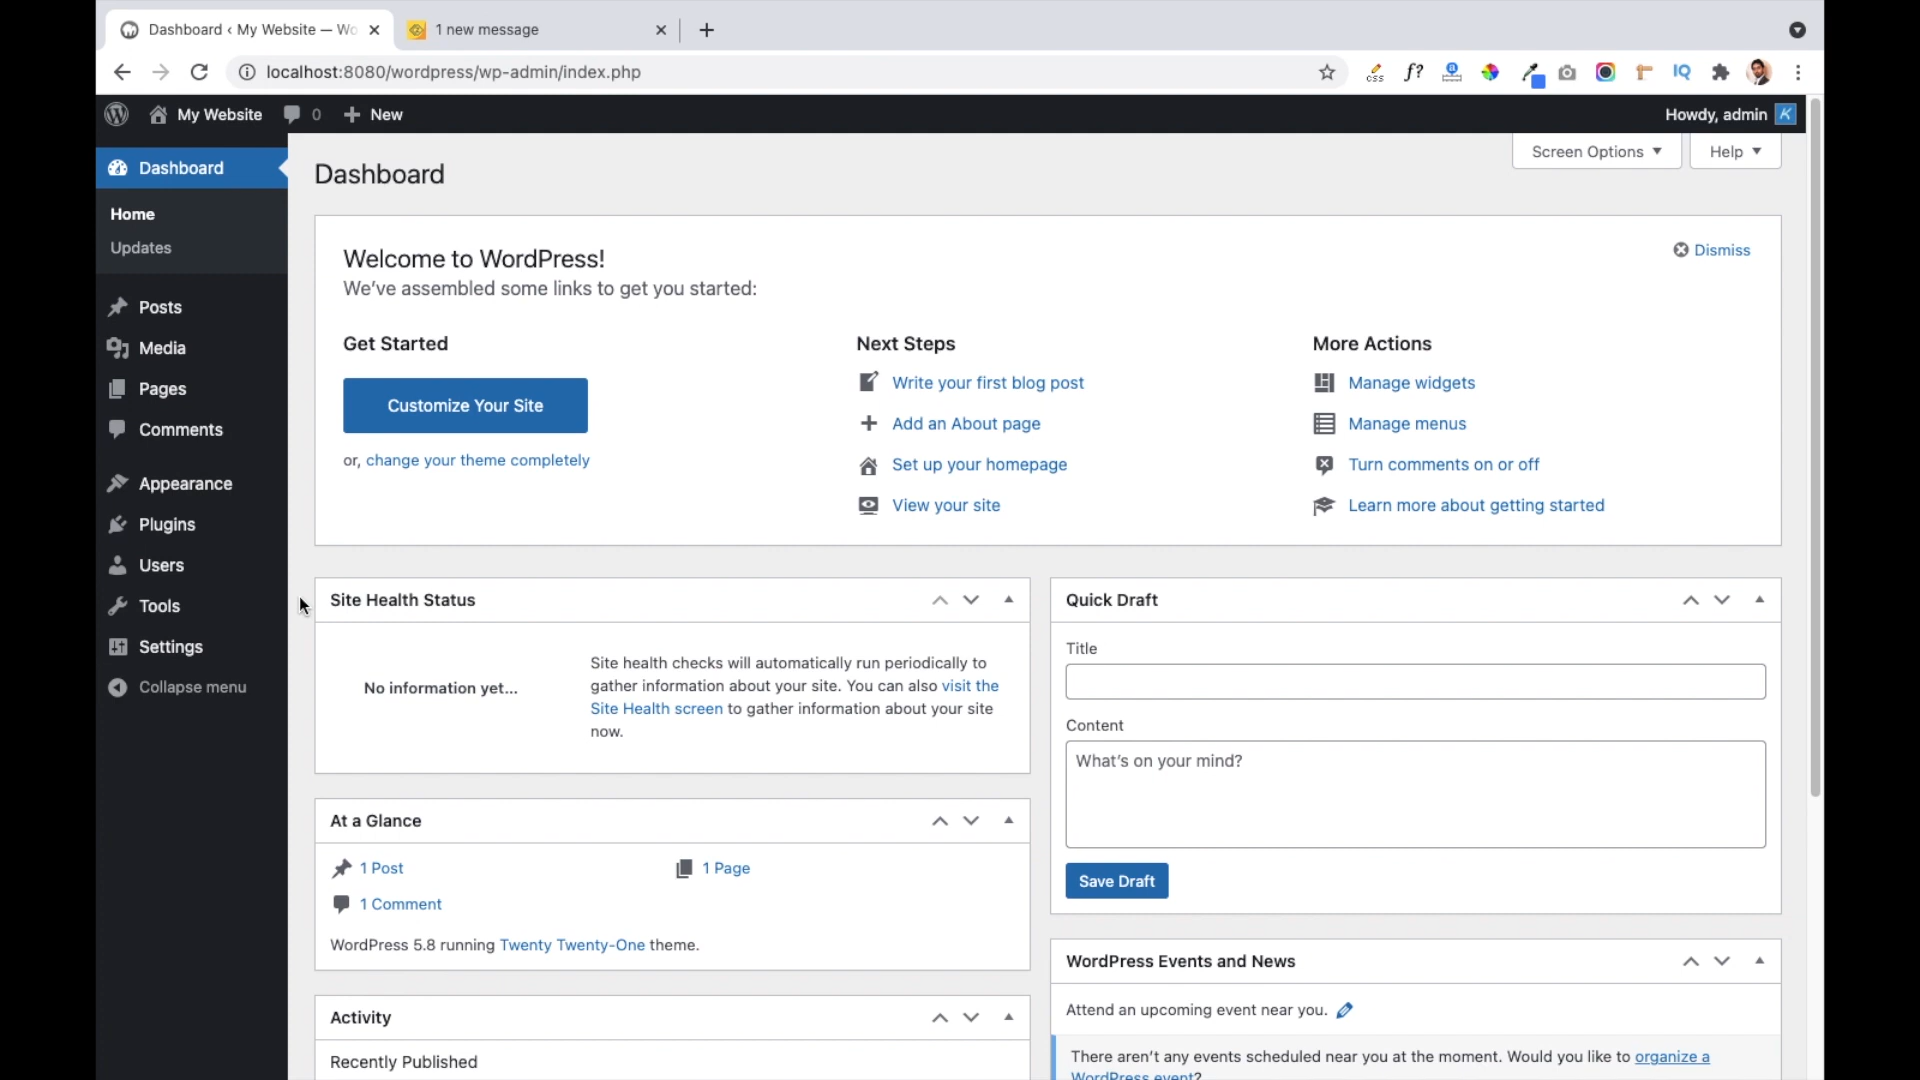 Dashboard ‹ My Website — Wo
1 new message
localhost:8080/wordpress/wp-admin/index.php
css
f?
IQ
My Website
0
New
Howdy, admin
Dashboard
Home
Updates
Posts
Media
Pages
Comments
Appearance
Plugins
Users
Tools
Settings
Collapse menu
Screen Options
Help
Dashboard
Welcome to WordPress!
Dismiss
We’ve assembled some links to get you started:
Get Started
Customize Your Site
or, change your theme completely
Next Steps
Write your first blog post
Add an About page
Set up your homepage
View your site
More Actions
Manage widgets
Manage menus
Turn comments on or off
Learn more about getting started
Site Health Status
No information yet...
Site health checks will automatically run periodically to
gather information about your site. You can also visit the
Site Health screen to gather information about your site
now.
At a Glance
1 Post
1 Page
1 Comment
WordPress 5.8 running Twenty Twenty-One theme.
Activity
Recently Published
Quick Draft
Title
Content
What’s on your mind?
Save Draft
WordPress Events and News
Attend an upcoming event near you.
There aren’t any events scheduled near you at the moment. Would you like to organize a
WordPress event?